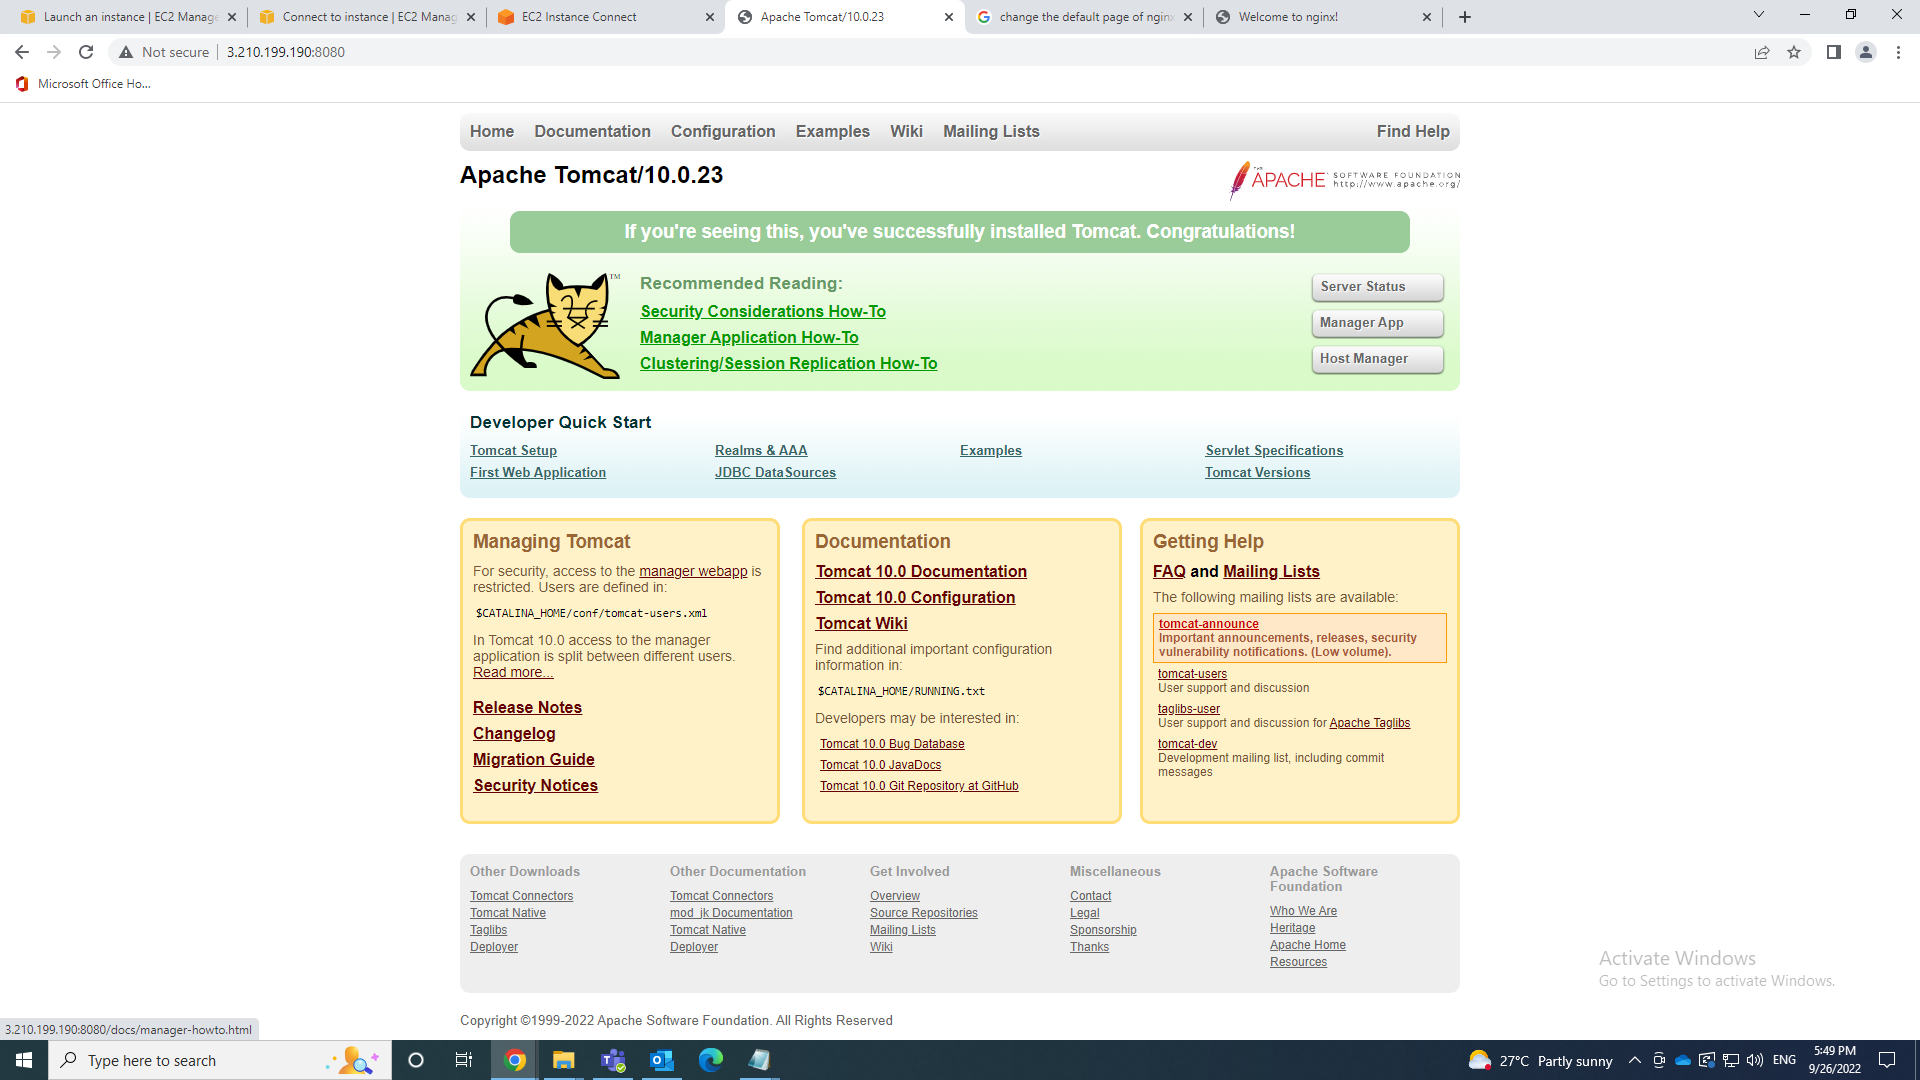 Launch an instance | EC2 Manage
Connect to instance | EC2 Manag
EC2 Instance Connect
Apache Tomcat/10.0.23
change the default page of nginx
Welcome to nginx!
Not secure
3.210.199.190:8080
Microsoft Office Ho...
Home
Documentation
Configuration
Examples
Wiki
Mailing Lists
Find Help
Apache Tomcat/10.0.23
THE
APACHE
SOFTWARE FOUNDATION
http://www.apache.org/
If you're seeing this, you've successfully installed Tomcat. Congratulations!
TM
Recommended Reading:
Security Considerations How-To
Manager Application How-To
Clustering/Session Replication How-To
Server Status
Manager App
Host Manager
Developer Quick Start
Tomcat Setup
First Web Application
Realms & AAA
JDBC DataSources
Examples
Servlet Specifications
Tomcat Versions
Managing Tomcat
For security, access to the manager webapp is
restricted. Users are defined in:
$CATALINA_HOME/conf/tomcat-users.xml
In Tomcat 10.0 access to the manager
application is split between different users.
Read more...
Release Notes
Changelog
Migration Guide
Security Notices
Documentation
Tomcat 10.0 Documentation
Tomcat 10.0 Configuration
Tomcat Wiki
Find additional important configuration
information in:
$CATALINA_HOME/RUNNING.txt
Developers may be interested in:
Tomcat 10.0 Bug Database
Tomcat 10.0 JavaDocs
Tomcat 10.0 Git Repository at GitHub
Getting Help
FAQ and Mailing Lists
The following mailing lists are available:
tomcat-announce
Important announcements, releases, security
vulnerability notifications. (Low volume).
tomcat-users
User support and discussion
taglibs-user
User support and discussion for Apache Taglibs
tomcat-dev
Development mailing list, including commit
messages
Other Downloads
Tomcat Connectors
Tomcat Native
Taglibs
Deployer
Other Documentation
Tomcat Connectors
mod_jk Documentation
Tomcat Native
Deployer
Get Involved
Overview
Source Repositories
Mailing Lists
Wiki
Miscellaneous
Contact
Legal
Sponsorship
Thanks
Apache Software
Foundation
Who We Are
Heritage
Apache Home
Resources
Activate Windows
Go to Settings to activate Windows.
Copyright ©1999-2022 Apache Software Foundation. All Rights Reserved
3.210.199.190:8080/docs/manager-howto.html
Type here to search
27°C Partly sunny
ENG
5:49 PM
9/26/2022